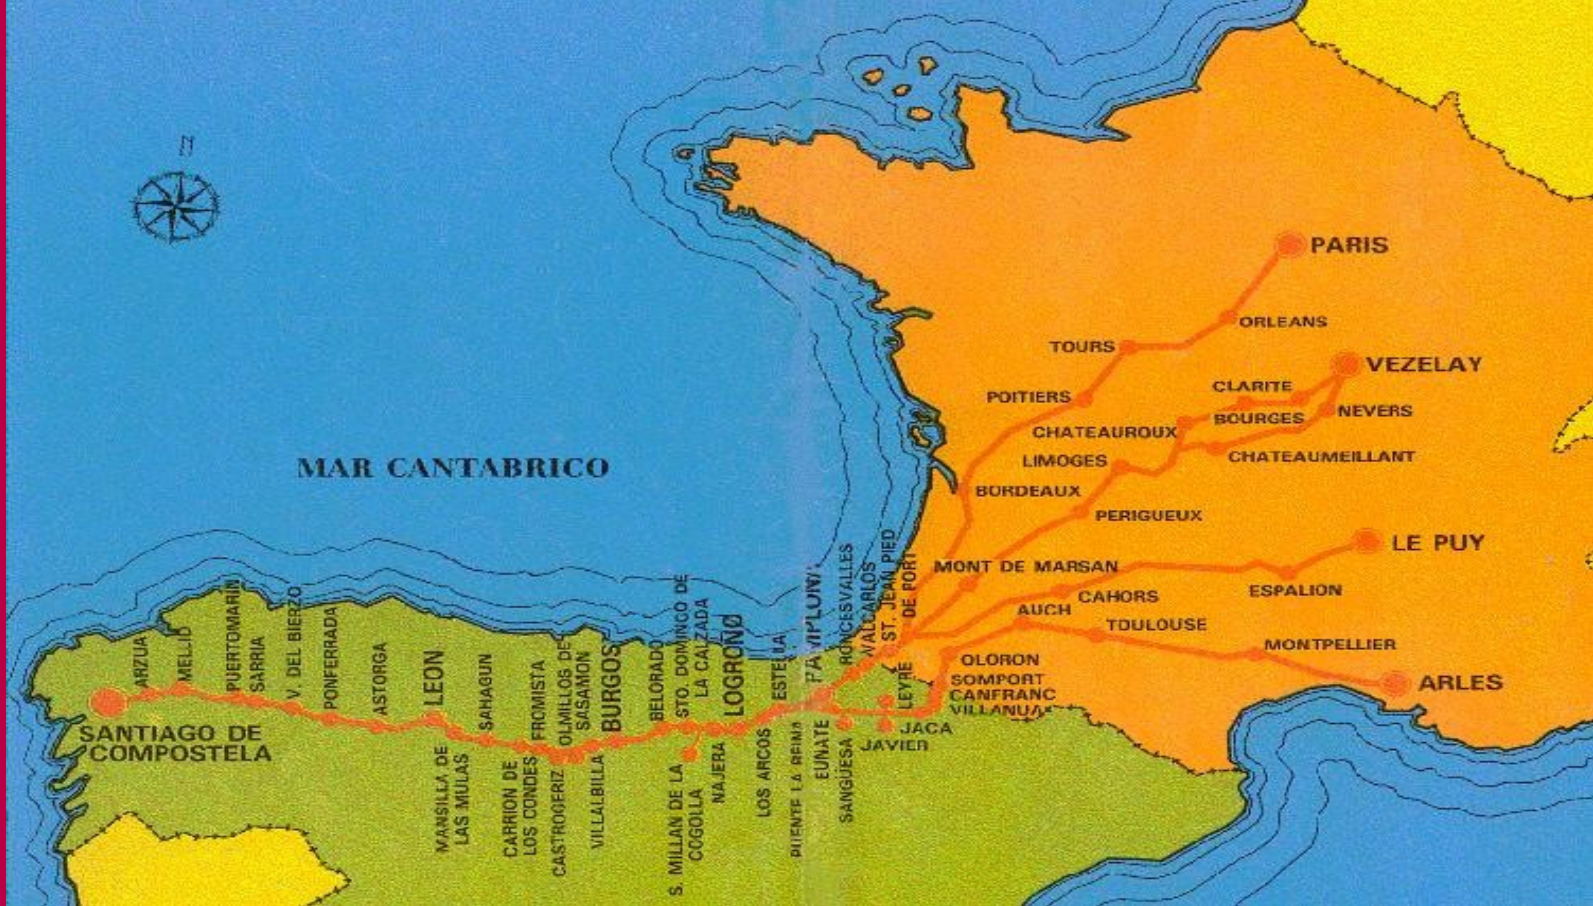 N
PARIS
ORLEANS
TOURS
VEZELAY
CLARITE
POITIERS
BOURGES
NEVERS
CHATEAUROUX
LIMOGES
CHATEAUMEILLANT
MAR CANTABRICO
BORDEAUX
PERIGUEUX
LE PUY
MONT DE MARSAN
ESPALION
CAHORS
AUCH
TOULOUSE
MONTPELLIER
OLORON
SOMPORT
CANFRANC
ARLES
JACA
JAVIER
LEYRE
ST. JEAN PIED
DE PORT
VALCARLOS
RONCESVALLES
SANGÜESA
EUNATE
PAMPLONA
PUENTE LA REINA
ESTELLA
LOS ARCOS
LOGROÑO
NAJERA
STO. DOMINGO DE
LA CALZADA
S. MILLAN DE LA
COGOLLA
BELORADO
BURGOS
VILLALBILLA
OLMILLOS DE
SASAMON
CASTROGERIZ
FROMISTA
CARRION DE
LOS CONDES
SAHAGUN
MANSILLA DE
LAS MULAS
LEON
ASTORGA
PONFERRADA
V. DEL BIERZO
SARRIA
PUERTOMARIN
MELLID
ARZUA
SANTIAGO DE
COMPOSTELA